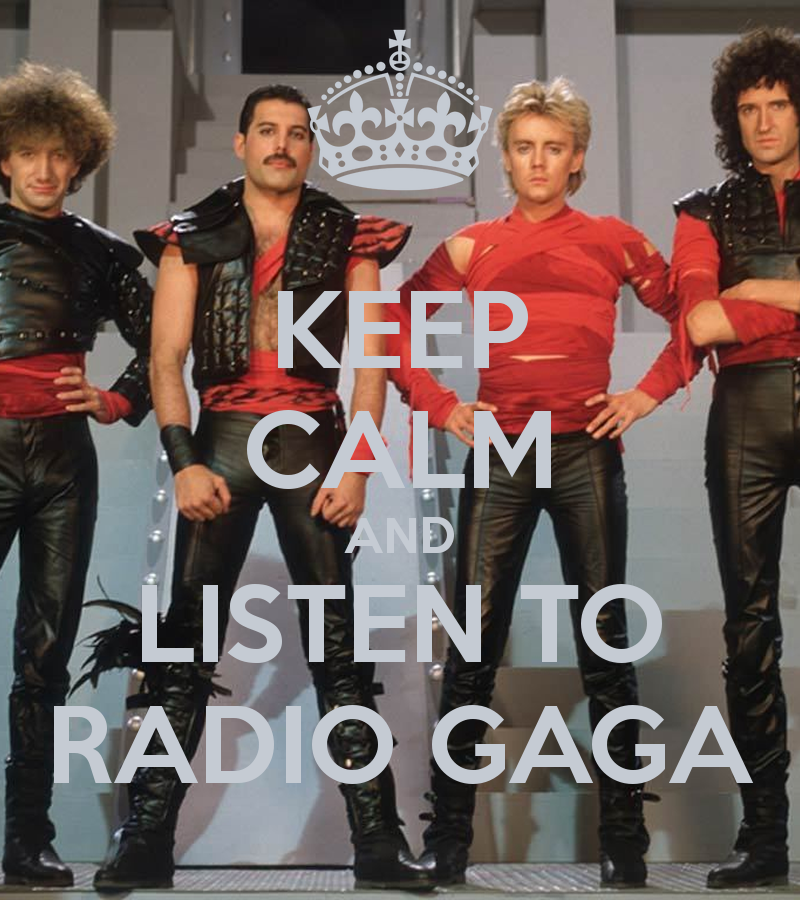 KEEP
CALM
AND
LISTEN TO
RADIO GAGA